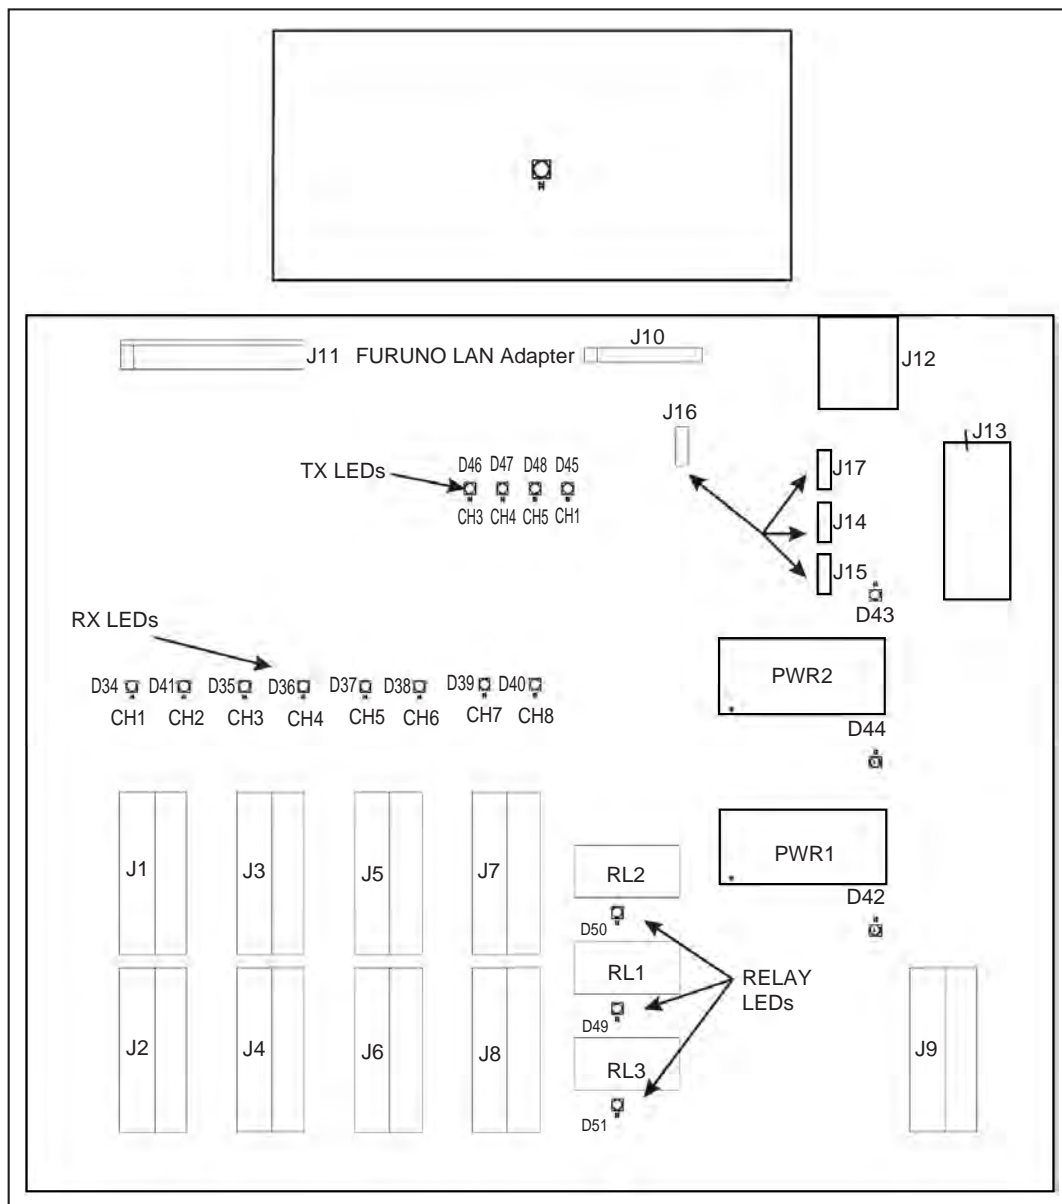 J11 FURUNO LAN Adapter
J10
J12
J16
J13
TX LEDs
D46 D47 D48 D45
CH3 CH4 CH5 CH1
J17
J14
J15
D43
RX LEDs
D34 D41 D35 D36 D37 D38 D39 D40
CH1 CH2 CH3 CH4 CH5 CH6 CH7 CH8
PWR2
D44
J1 J3 J5 J7
RL2
PWR1
D42
D50
RL1
RELAY
LEDs
D49
J2 J4 J6 J8
RL3
J9
D51